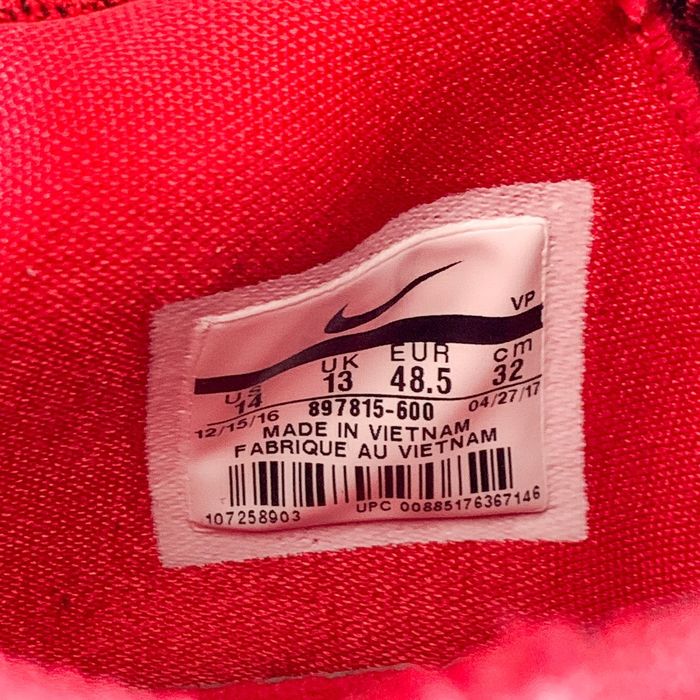 VP
US UK EUR cm
14 13 48.5 32
12/15/16 897815-600 04/27/17
MADE IN VIETNAM
FABRIQUE AU VIETNAM
107258903 UPC 00885176367146